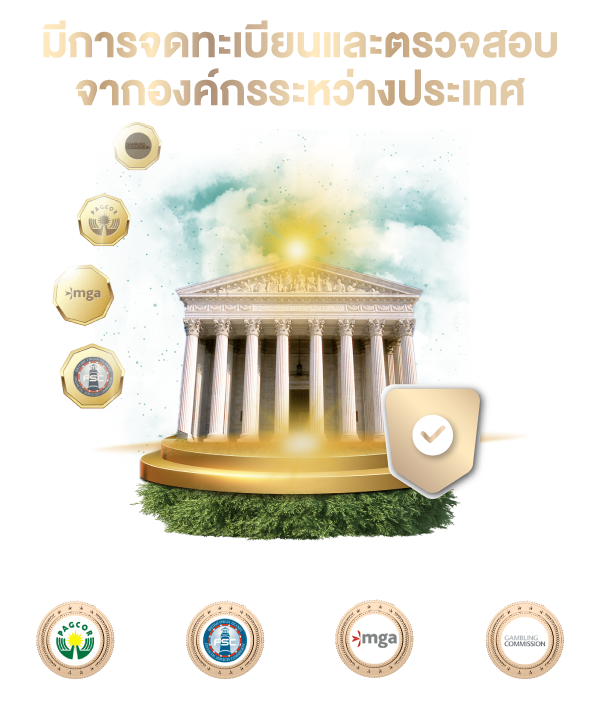 มีการจดทะเบียนและตรวจสอบ
จากองค์กรระหว่างประเทศ
PAGCOR
mga
PAGCOR
mga
GAMBLING
COMMISSION